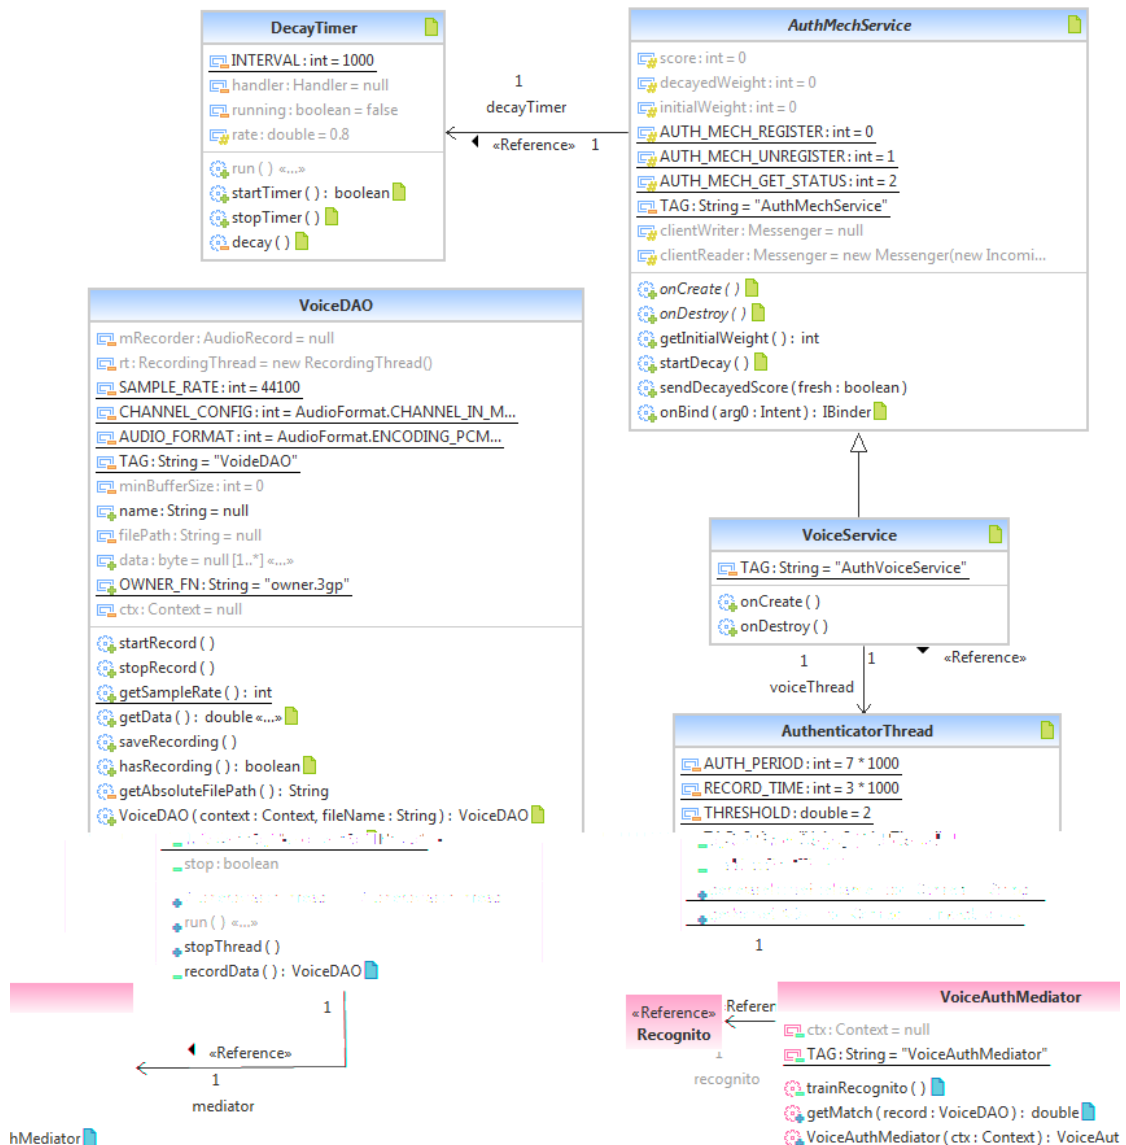 DecayTimer
INTERVAL : int = 1000
handler : Handler = null
running : boolean = false
rate : double = 0.8
run ( ) «...»
startTimer ( ) : boolean
stopTimer ( )
decay ( )
1
decayTimer
«Reference» 1
AuthMechService
score : int = 0
decayedWeight : int = 0
initialWeight : int = 0
AUTH_MECH_REGISTER : int = 0
AUTH_MECH_UNREGISTER : int = 1
AUTH_MECH_GET_STATUS : int = 2
TAG : String = "AuthMechService"
clientWriter : Messenger = null
clientReader : Messenger = new Messenger(new Incomi...
onCreate ( )
onDestroy ( )
getInitialWeight ( ) : int
startDecay ( )
sendDecayedScore ( fresh : boolean )
onBind ( arg0 : Intent ) : IBinder
VoiceDAO
mRecorder : AudioRecord = null
rt : RecordingThread = new RecordingThread()
SAMPLE_RATE : int = 44100
CHANNEL_CONFIG : int = AudioFormat.CHANNEL_IN_M...
AUDIO_FORMAT : int = AudioFormat.ENCODING_PCM...
TAG : String = "VoideDAO"
minBufferSize : int = 0
name : String = null
filePath : String = null
data : byte = null [1..*] «...»
OWNER_FN : String = "owner.3gp"
ctx : Context = null
startRecord ( )
stopRecord ( )
getSampleRate ( ) : int
getData ( ) : double «...»
saveRecording ( )
hasRecording ( ) : boolean
getAbsoluteFilePath ( ) : String
VoiceDAO ( context : Context, fileName : String ) : VoiceDAO
VoiceService
TAG : String = "AuthVoiceService"
onCreate ( )
onDestroy ( )
1 1 «Reference»
voiceThread
AuthenticatorThread
AUTH_PERIOD : int = 7 * 1000
RECORD_TIME : int = 3 * 1000
THRESHOLD : double = 2
stop : boolean
run ( ) «...»
stopThread ( )
recordData ( ) : VoiceDAO
1
«Reference»
1
mediator
hMediator
1
«Reference»
Recognito
Referer
1
recognito
VoiceAuthMediator
ctx : Context = null
TAG : String = "VoiceAuthMediator"
trainRecognito ( )
getMatch ( record : VoiceDAO ) : double
VoiceAuthMediator ( ctx : Context ) : VoiceAut